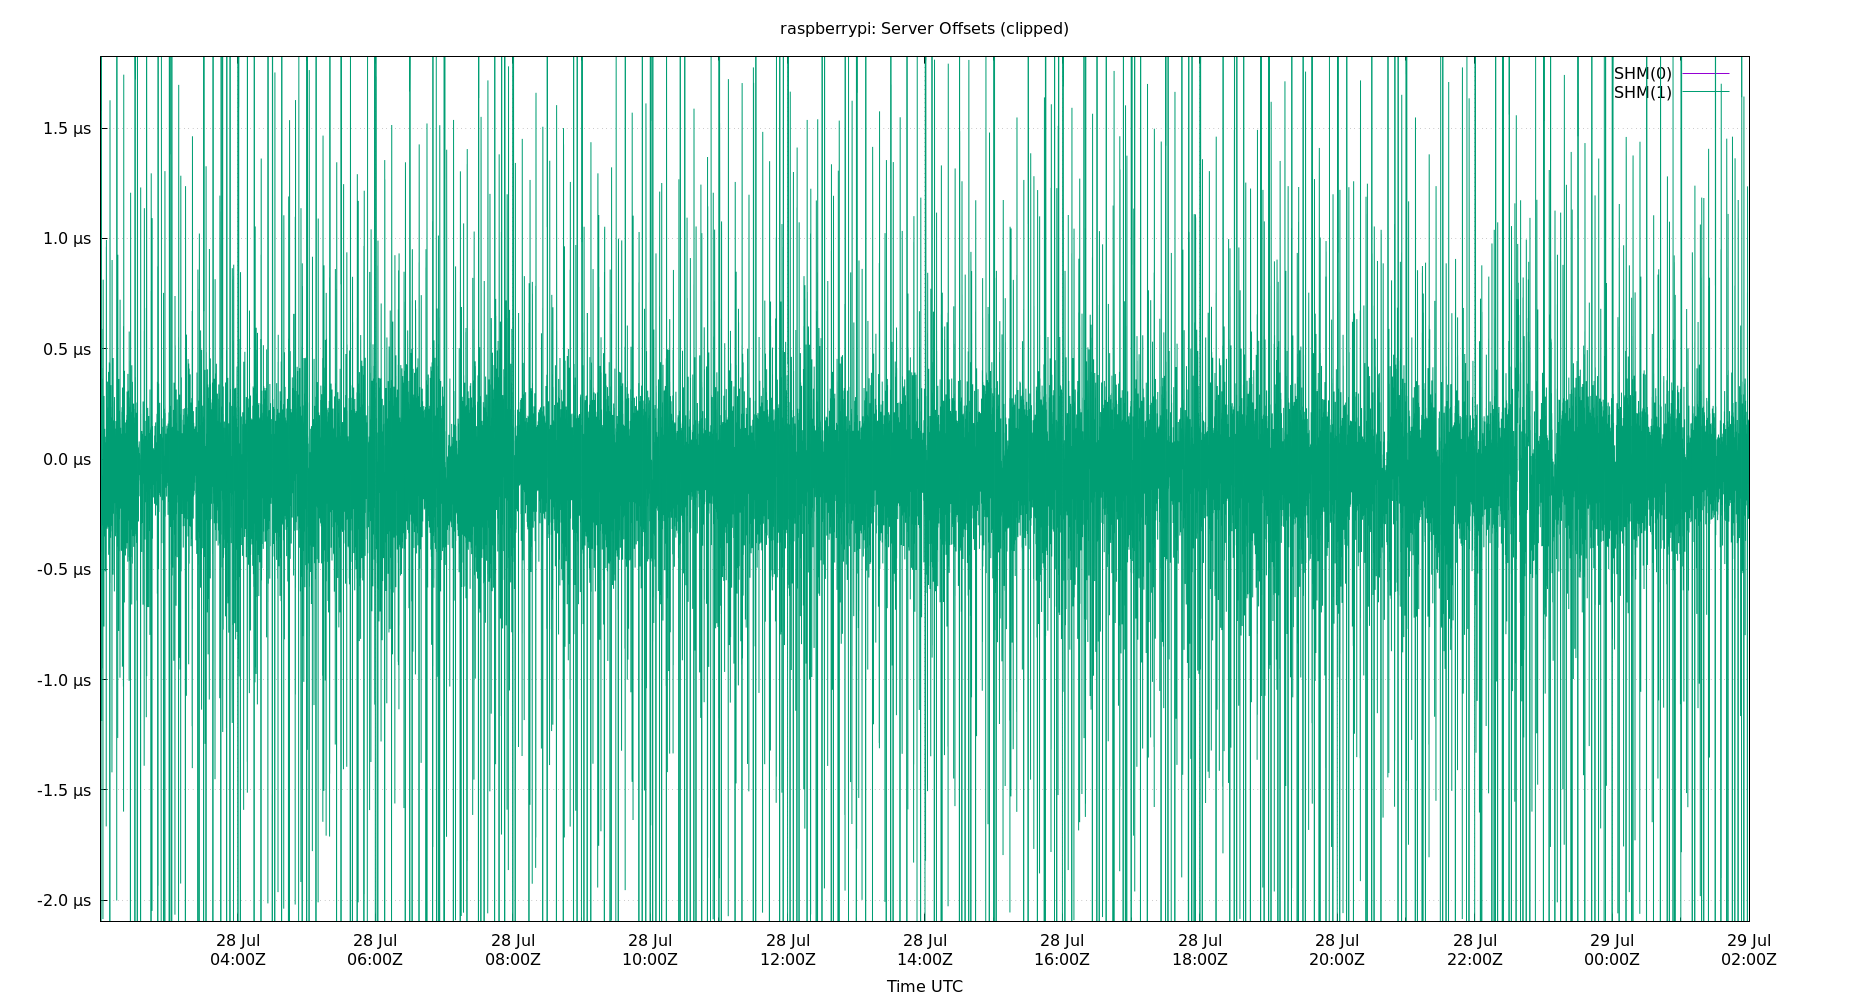 raspberrypi: Server Offsets (clipped)
SHM(0)
SHM(1)
1.5 µs
1.0 µs
0.5 µs
0.0 µs
-0.5 µs
-1.0 µs
-1.5 µs
-2.0 µs
28 Jul 28 Jul 28 Jul 28 Jul 28 Jul 28 Jul 28 Jul 28 Jul 28 Jul 28 Jul 29 Jul 29 Jul
04:00Z 06:00Z 08:00Z 10:00Z 12:00Z 14:00Z 16:00Z 18:00Z 20:00Z 22:00Z 00:00Z 02:00Z
Time UTC